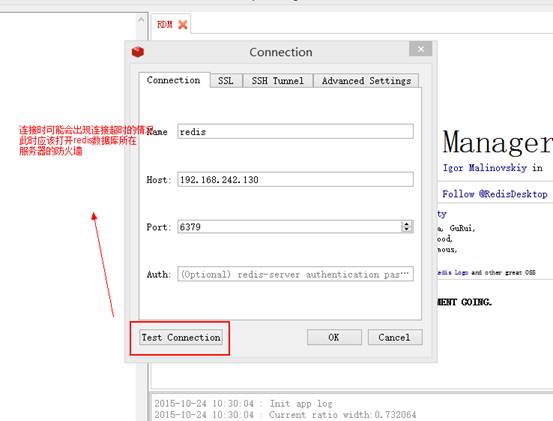 RDM
Connection
Connection
SSL
SSH Tunnel
Advanced Settings
连接时可能会出现连接超时的情况
此时应该打开redis数据库所在
服务器的防火墙
Name
redis
Host:
192.168.242.130
Port:
6379
Auth:
(Optional) redis-server authentication pas…
Test Connection
OK
Cancel
Manager
Igor Malinovskiy in
Follow @RedisDesktop
ty
a, GuRui,
ood,
noux,
edis Logo and other great OSS
MENT GOING.
2015-10-24 10:30:04 : Init app log
2015-10-24 10:30:04 : Current ratio width:0.732064